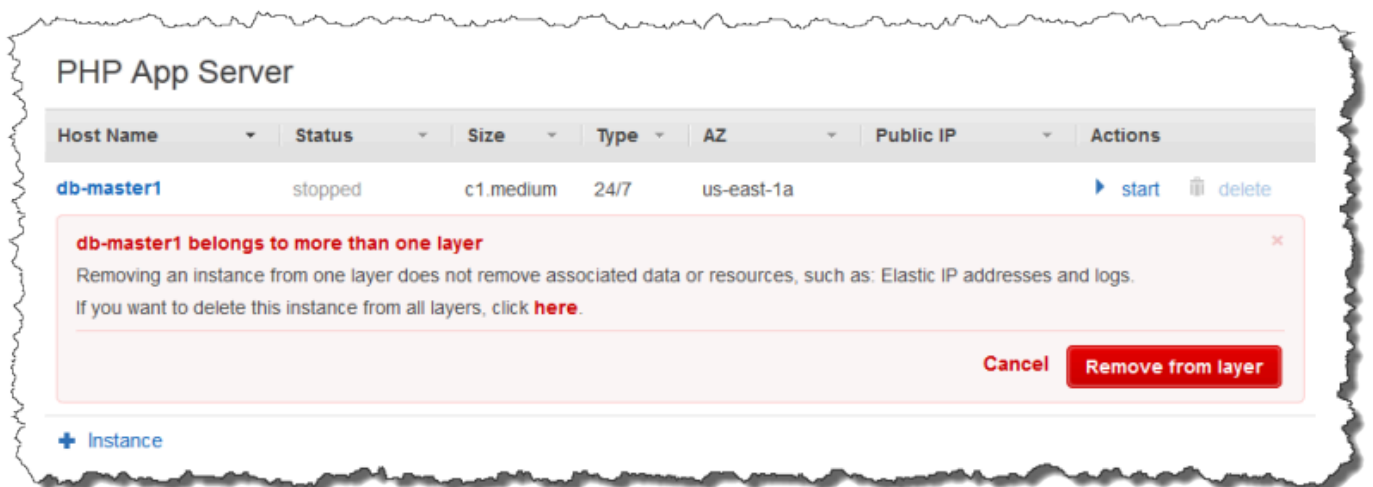 PHP App Server
Host Name Status Size Type AZ Public IP Actions
db-master1 stopped c1.medium 24/7 us-east-1a start delete
db-master1 belongs to more than one layer
Removing an instance from one layer does not remove associated data or resources, such as: Elastic IP addresses and logs.
If you want to delete this instance from all layers, click here.
Cancel Remove from layer
Instance